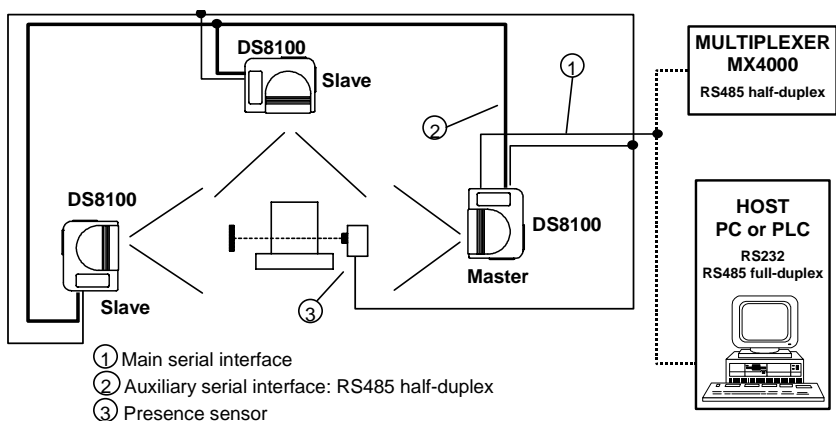 DS8100
Slave
1
2
MULTIPLEXER
MX4000
RS485 half-duplex
DS8100
Slave
DS8100
Master
3
HOST
PC or PLC
RS232
RS485 full-duplex
1 Main serial interface
2 Auxiliary serial interface: RS485 half-duplex
3 Presence sensor